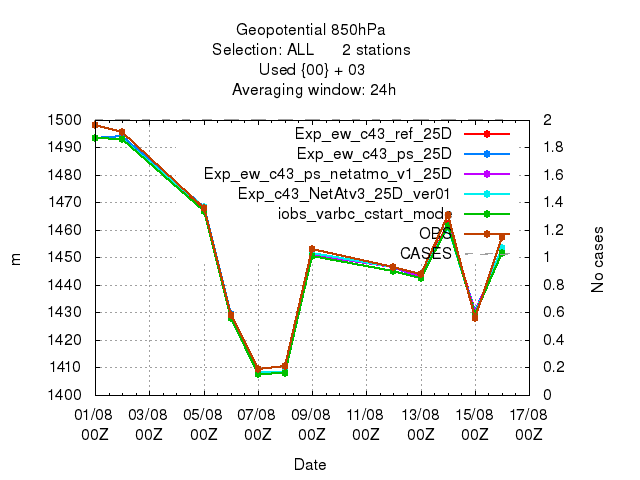 Geopotential 850hPa
Selection: ALL 2 stations
Used {00} + 03
Averaging window: 24h
1500
1490
1480
1470
1460
1450
1440
1430
1420
1410
1400
m
2
1.8
1.6
1.4
1.2
1
0.8
0.6
0.4
0.2
0
No cases
Exp_ew_c43_ref_25D
Exp_ew_c43_ps_25D
Exp_ew_c43_ps_netatmo_v1_25D
Exp_c43_NetAtv3_25D_ver01
iobs_varbc_cstart_mode
OBS
CASES
01/08 03/08 05/08 07/08 09/08 11/08 13/08 15/08 17/08
00Z 00Z 00Z 00Z 00Z 00Z 00Z 00Z 00Z
Date